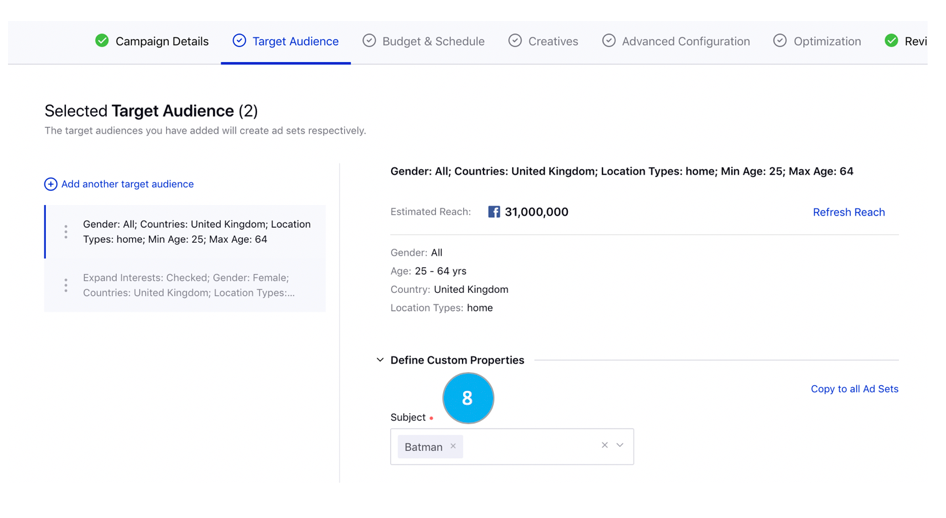 Campaign Details Target Audience Budget & Schedule Creatives Advanced Configuration Optimization Revi
Selected Target Audience (2)
The target audiences you have added will create ad sets respectively.
Add another target audience
Gender: All; Countries: United Kingdom; Location
Types: home; Min Age: 25; Max Age: 64
Expand Interests: Checked; Gender: Female;
Countries: United Kingdom; Location Types:...
Gender: All; Countries: United Kingdom; Location Types: home; Min Age: 25; Max Age: 64
Estimated Reach: 31,000,000 Refresh Reach
Gender: All
Age: 25 - 64 yrs
Country: United Kingdom
Location Types: home
Define Custom Properties
Copy to all Ad Sets
8
Subject
Batman